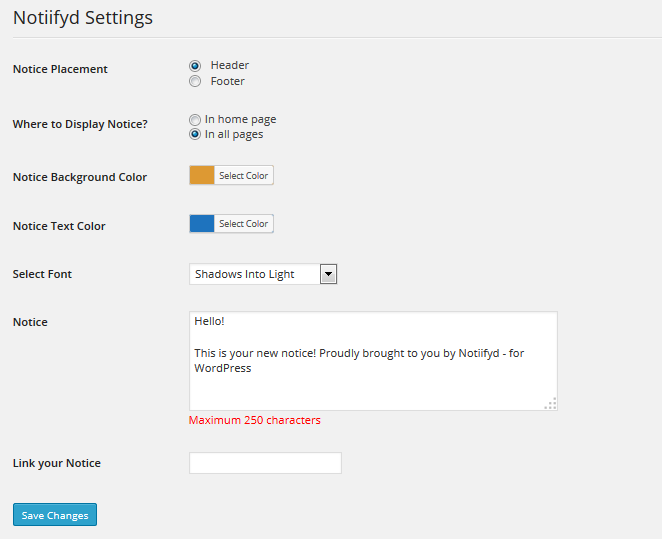 Notiifyd Settings
Notice Placement
Header
Footer
Where to Display Notice?
In home page
In all pages
Notice Background Color
Select Color
Notice Text Color
Select Color
Select Font
Shadows Into Light
Notice
Hello!
This is your new notice! Proudly brought to you by Notiifyd - for
WordPress
Maximum 250 characters
Link your Notice
Save Changes